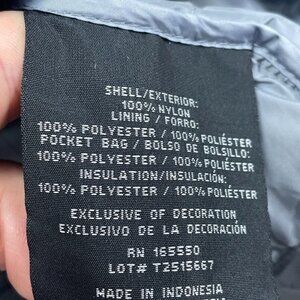 SHELL/EXTERIOR:
100% NYLON
LINING / FORRO:
100% POLYESTER / 100% POLIÉSTER
POCKET BAG / BOLSO DE BOLSILLO:
100% POLYESTER / 100% POLIÉSTER
INSULATION/INSULATION:
100% POLYESTER / 100% POLIÉSTER
EXCLUSIVE OF DECORATION
EXCLUSIVO DE LA DECORACIÓN
RN 165550
LOT# T2515667
MADE IN INDONESIA